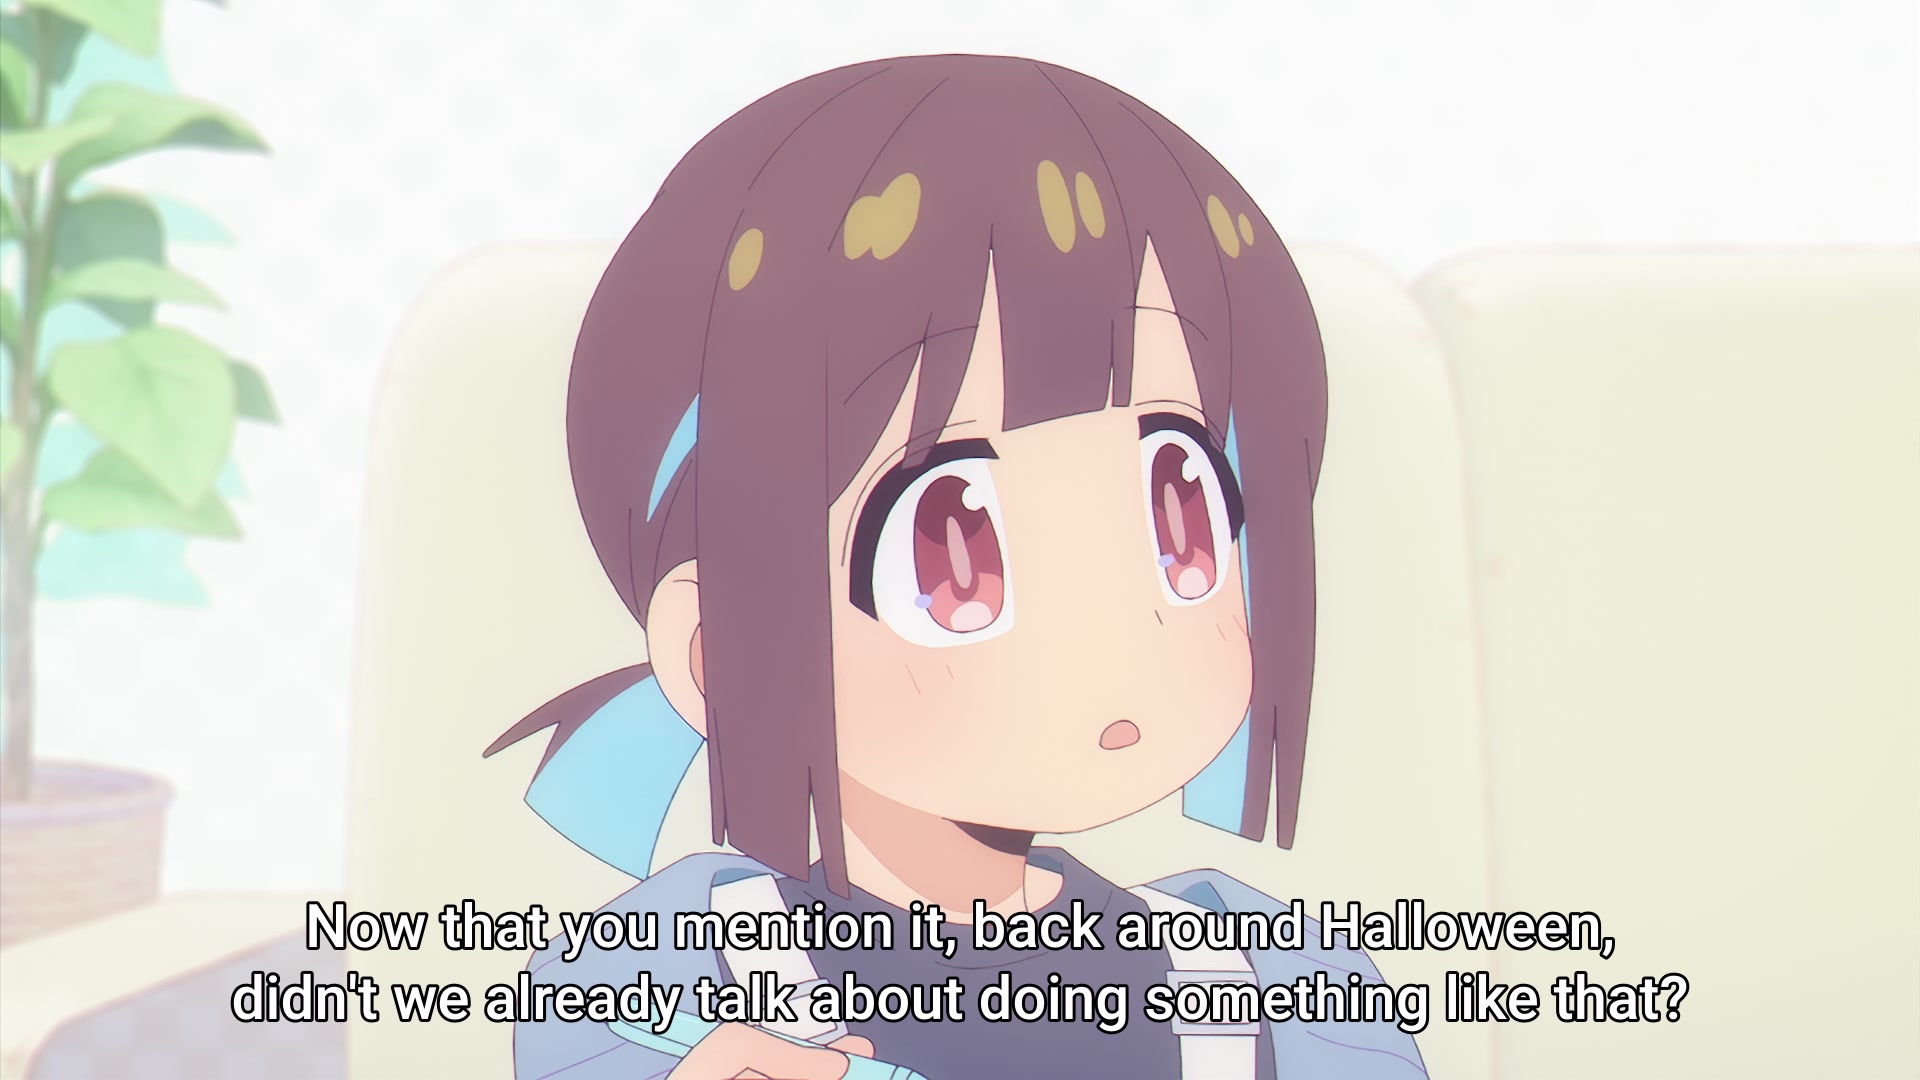 Now that you mention it, back around Halloween,
didn't we already talk about doing something like that?